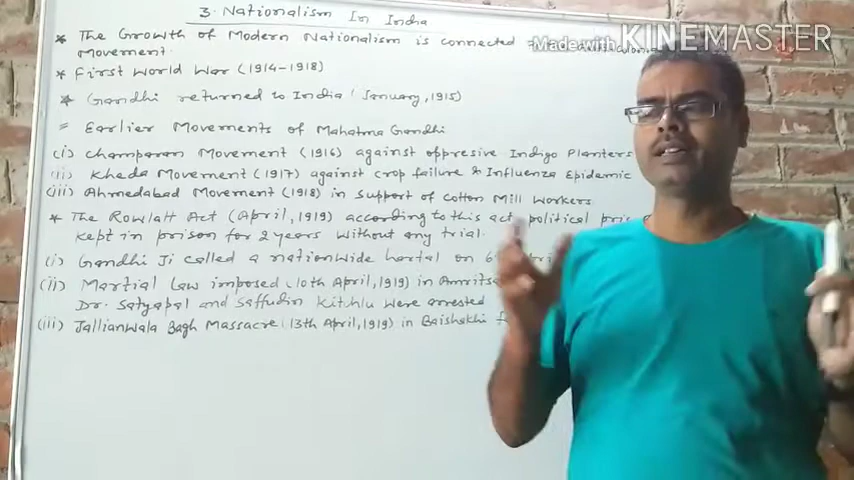 3. Nationalism In India
* The Growth of Modern Nationalism is connected
Movement.
Made with KINEMASTER
* First World War (1914-1918)
* Gandhi returned to India (January, 1915)
= Earlier Movements of Mahatma Gandhi
(i) Champaran Movement (1916) against oppresive Indigo Planters
(ii) Kheda Movement (1917) against crop failure & Influenza Epidemic
(iii) Ahmedabad Movement (1918) in support of cotton Mill workers
* The Rowlatt Act (April, 1919) according to this act political
kept in prison for 2 years without any trial.
(i) Gandhi Ji called a nationwide hartal on 6
(ii) Martial Law imposed (10th April, 1919) in
Dr. Satyapal and Saffudin Kitchlu were arrested
(iii) Jallianwala Bagh Massacre (13th April, 1919) in Baishakhi